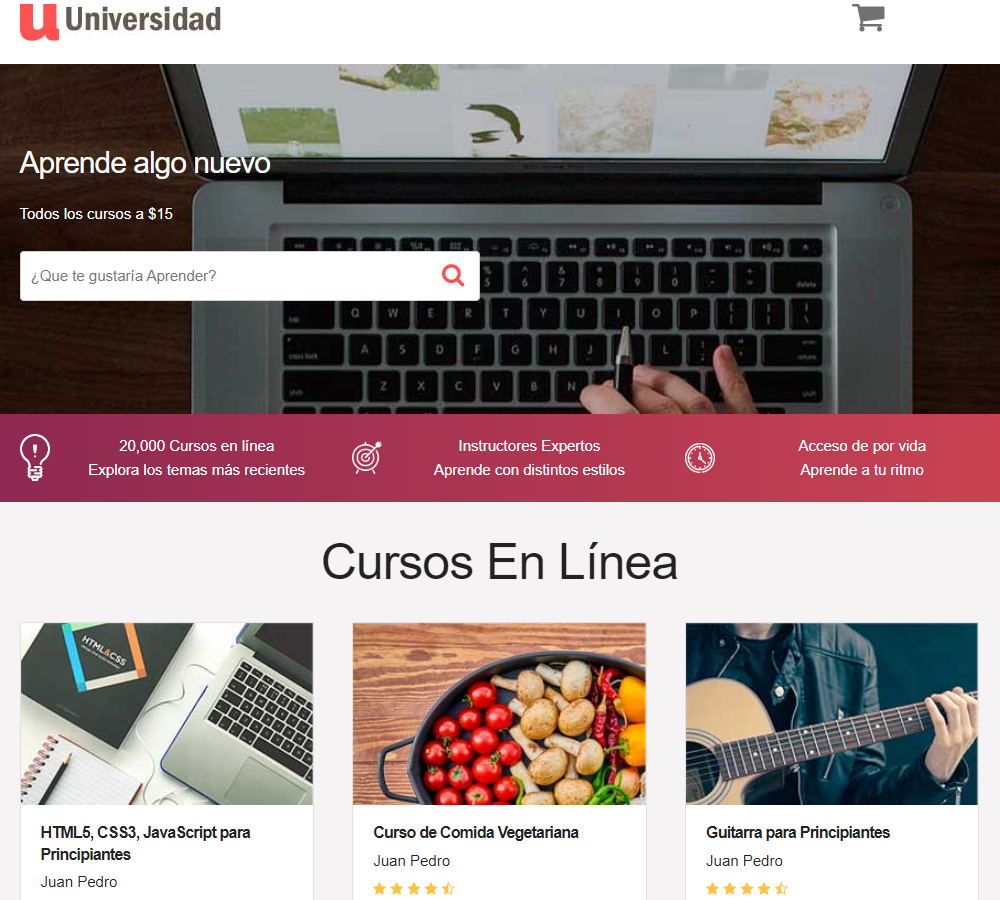 u Universidad
Aprende algo nuevo
Todos los cursos a $15
¿Que te gustaría Aprender?
20,000 Cursos en línea
Explora los temas más recientes
Instructores Expertos
Aprende con distintos estilos
Acceso de por vida
Aprende a tu ritmo
Cursos En Línea
HTML&CSS
HTML5, CSS3, JavaScript para
Principiantes
Juan Pedro
Curso de Comida Vegetariana
Juan Pedro
Guitarra para Principiantes
Juan Pedro